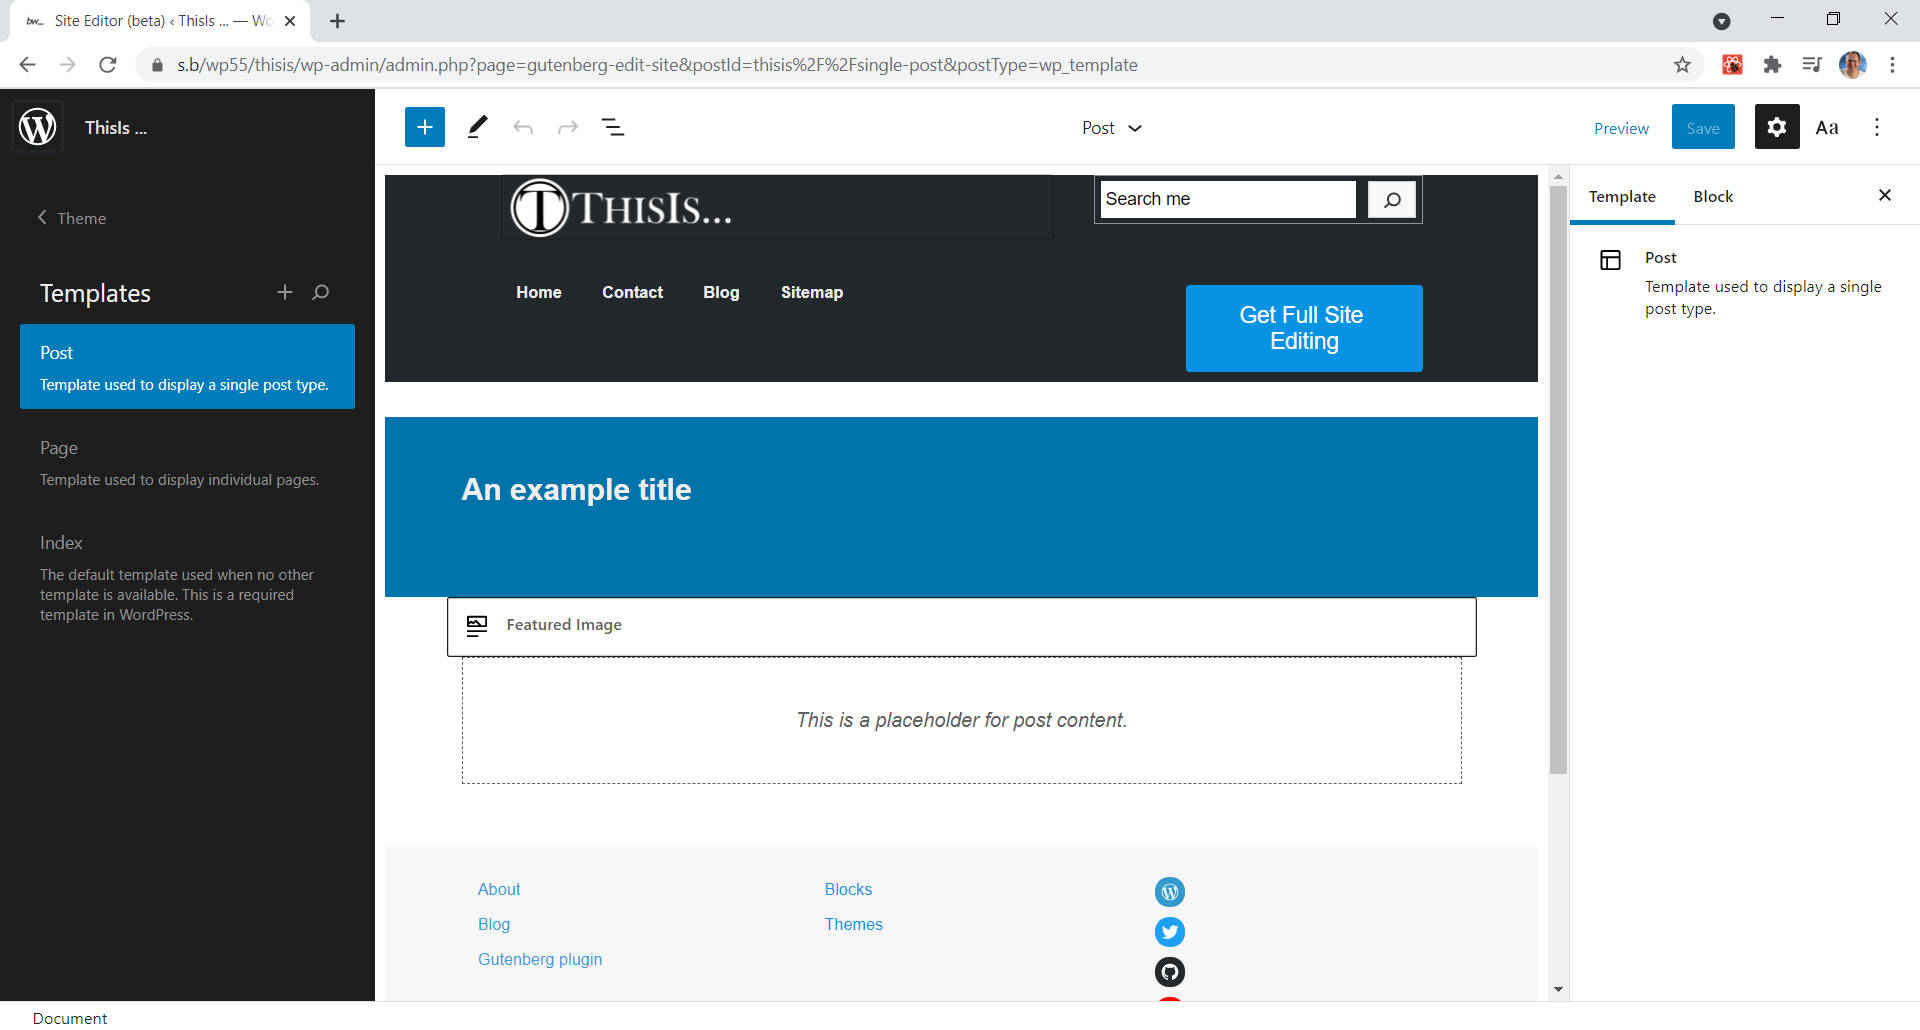 bw_ Site Editor (beta) ‹ ThisIs ... — Wo
s.b/wp55/thisis/wp-admin/admin.php?page=gutenberg-edit-site&postId=thisis%2F%2Fsingle-post&postType=wp_template
ThisIs ...
Post
Preview
Save
Aa
Theme
Templates
Post
Template used to display a single post type.
Page
Template used to display individual pages.
Index
The default template used when no other
template is available. This is a required
template in WordPress.
THISIS...
Search me
Home Contact Blog Sitemap
Get Full Site
Editing
An example title
Featured Image
This is a placeholder for post content.
About
Blog
Gutenberg plugin
Blocks
Themes
Template Block
Post
Template used to display a single
post type.
Document